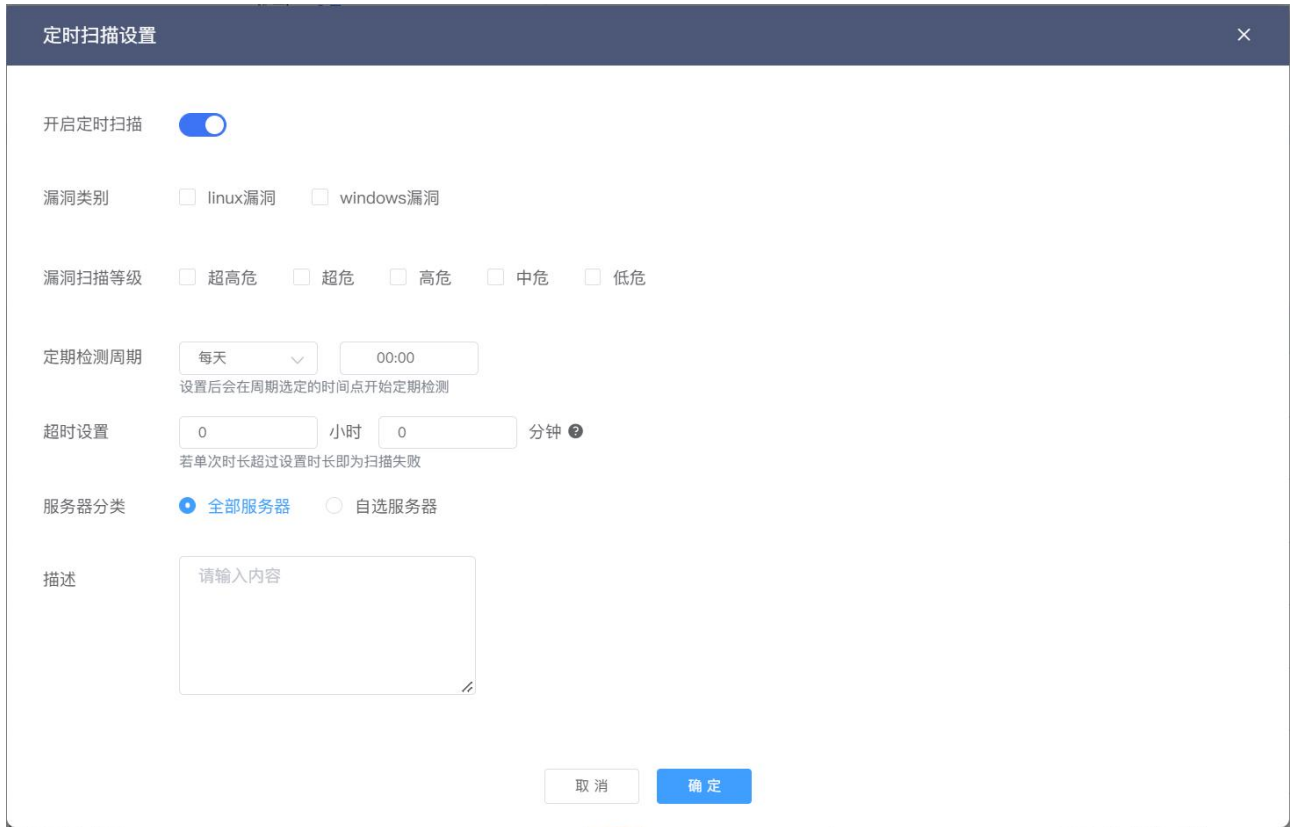 定时扫描设置
开启定时扫描
漏洞类别 linux漏洞 windows漏洞
漏洞扫描等级 超高危 超危 高危 中危 低危
定期检测周期 每天 00:00
设置后会在周期选定的时间点开始定期检测
超时设置 0 小时 0 分钟 ?
若单次时长超过设置时长即为扫描失败
服务器分类 全部服务器 自选服务器
描述 请输入内容
取消 确定